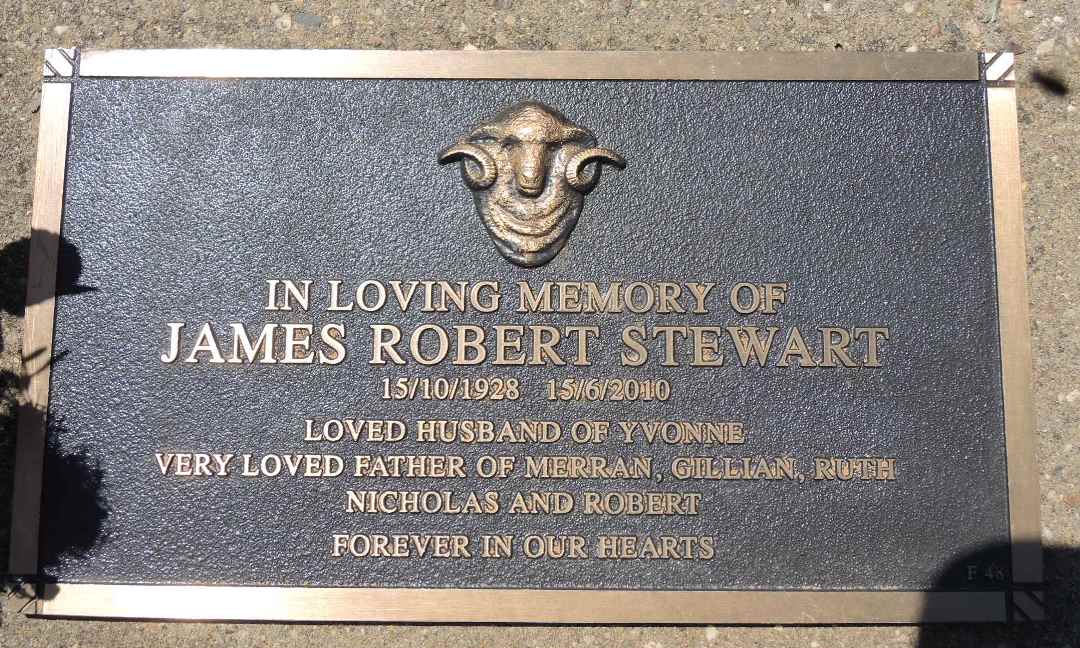 IN LOVING MEMORY OF
JAMES ROBERT STEWART
15/10/1928 15/6/2010
LOVED HUSBAND OF YVONNE
VERY LOVED FATHER OF MERRAN, GILLIAN, RUTH
NICHOLAS AND ROBERT
FOREVER IN OUR HEARTS
F 48